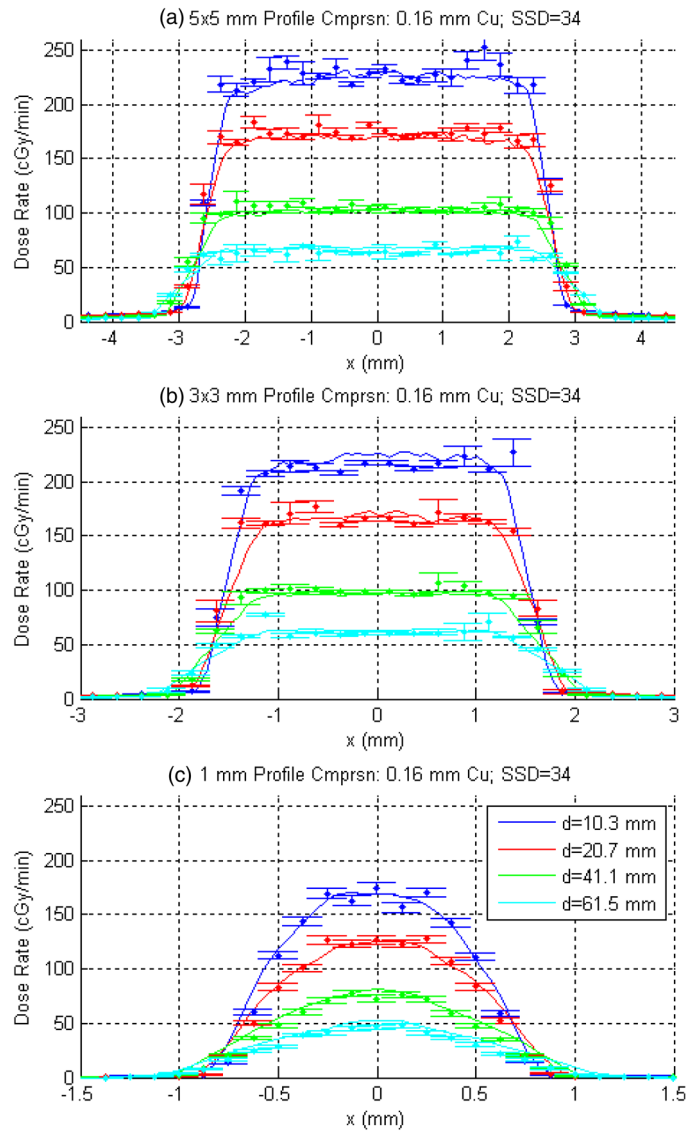 (a) 5x5 mm Profile Cmprsn: 0.16 mm Cu; SSD=34
250
200
150
100
50
0
Dose Rate (cGy/min)
-4 -3 -2 -1 0 1 2 3 4
x (mm)
(b) 3x3 mm Profile Cmprsn: 0.16 mm Cu; SSD=34
250
200
150
100
50
0
Dose Rate (cGy/min)
-3 -2 -1 0 1 2 3
x (mm)
(c) 1 mm Profile Cmprsn: 0.16 mm Cu; SSD=34
250
200
150
100
50
0
Dose Rate (cGy/min)
d=10.3 mm
d=20.7 mm
d=41.1 mm
d=61.5 mm
-1.5 -1.0 -0.5 0 0.5 1 1.5
x (mm)